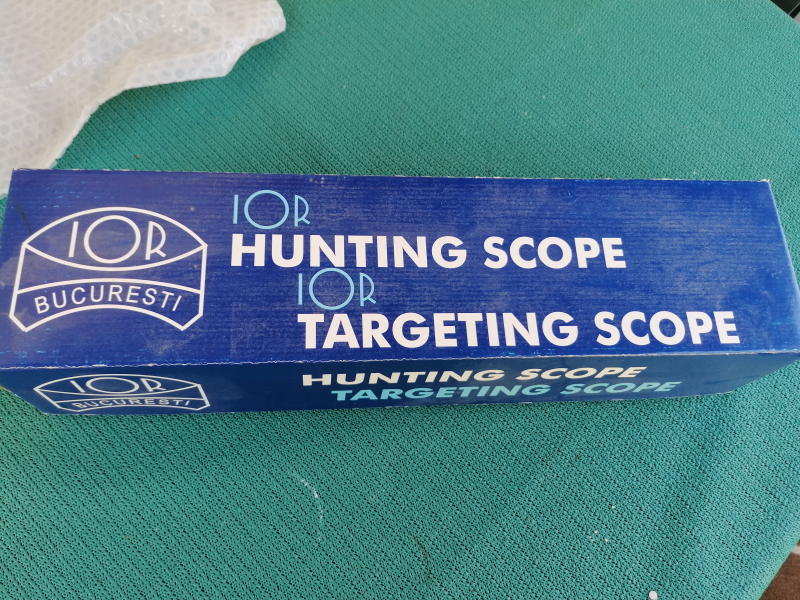 IOR
BUCURESTI
IOR
HUNTING SCOPE
IOR
TARGETING SCOPE
IOR
BUCURESTI
HUNTING SCOPE
TARGETING SCOPE